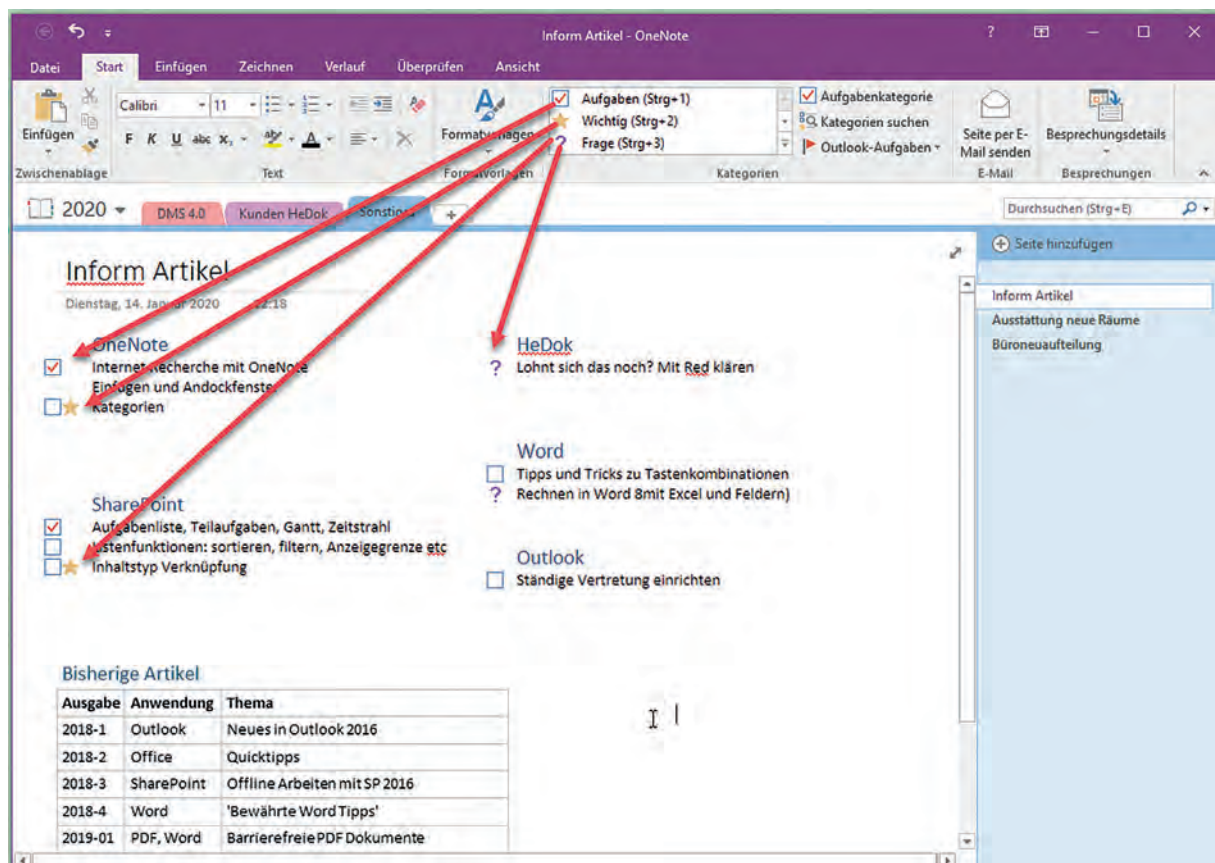 Inform Artikel - OneNote
?
Datei Start Einfügen Zeichnen Verlauf Überprüfen Ansicht
Einfügen
Calibri 11
F K U abc x₂ aby A
Formatvorlagen
Aufgaben (Strg+1)
Wichtig (Strg+2)
? Frage (Strg+3)
Aufgabenkategorie
Kategorien suchen
Outlook-Aufgaben
Seite per E-
Mail senden
Besprechungsdetails
Zwischenablage Text Formatvorlagen Kategorien E-Mail Besprechungen
2020 DMS 4.0 Kunden HeDok Sonstiges +
Durchsuchen (Strg+E)
Seite hinzufügen
Inform Artikel
Ausstattung neue Räume
Büroneuaufteilung
Inform Artikel
Dienstag, 14. Januar 2020 22:18
OneNote
Internet Recherche mit OneNote
Einfügen und Andockfenster
Kategorien
SharePoint
Aufgabenliste, Teilaufgaben, Gantt, Zeitstrahl
Listenfunktionen: sortieren, filtern, Anzeigegrenze etc
Inhaltstyp Verknüpfung
HeDok
? Lohnt sich das noch? Mit Red klären
Word
Tipps und Tricks zu Tastenkombinationen
? Rechnen in Word 8mit Excel und Feldern)
Outlook
Ständige Vertretung einrichten
Bisherige Artikel
Ausgabe Anwendung Thema
2018-1 Outlook Neues in Outlook 2016
2018-2 Office Quicktipps
2018-3 SharePoint Offline Arbeiten mit SP 2016
2018-4 Word 'Bewährte Word Tipps'
2019-01 PDF, Word Barrierefreie PDF Dokumente